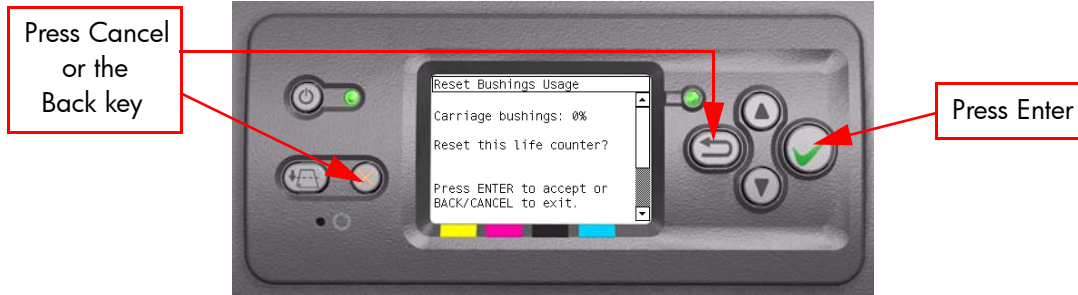 Press Cancel
or the
Back key
Reset Bushings Usage
Carriage bushings: 0%
Reset this life counter?
Press ENTER to accept or
BACK/CANCEL to exit.
Press Enter